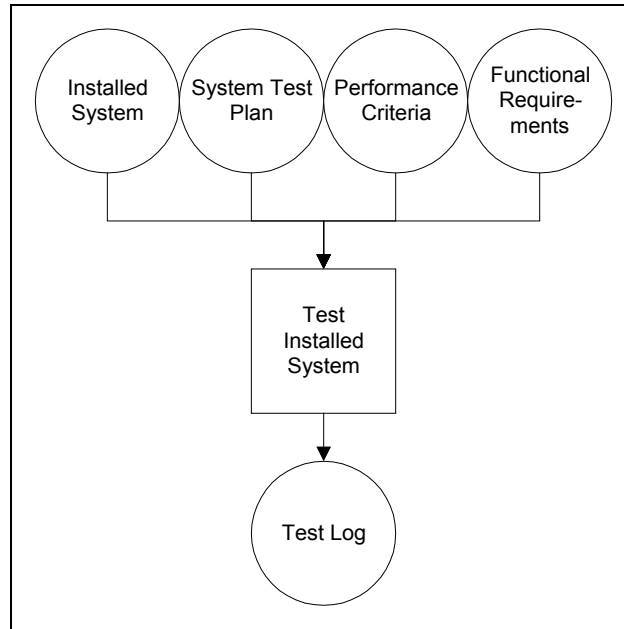 Installed
System
System Test
Plan
Performance
Criteria
Functional
Require-
ments
Test
Installed
System
Test Log